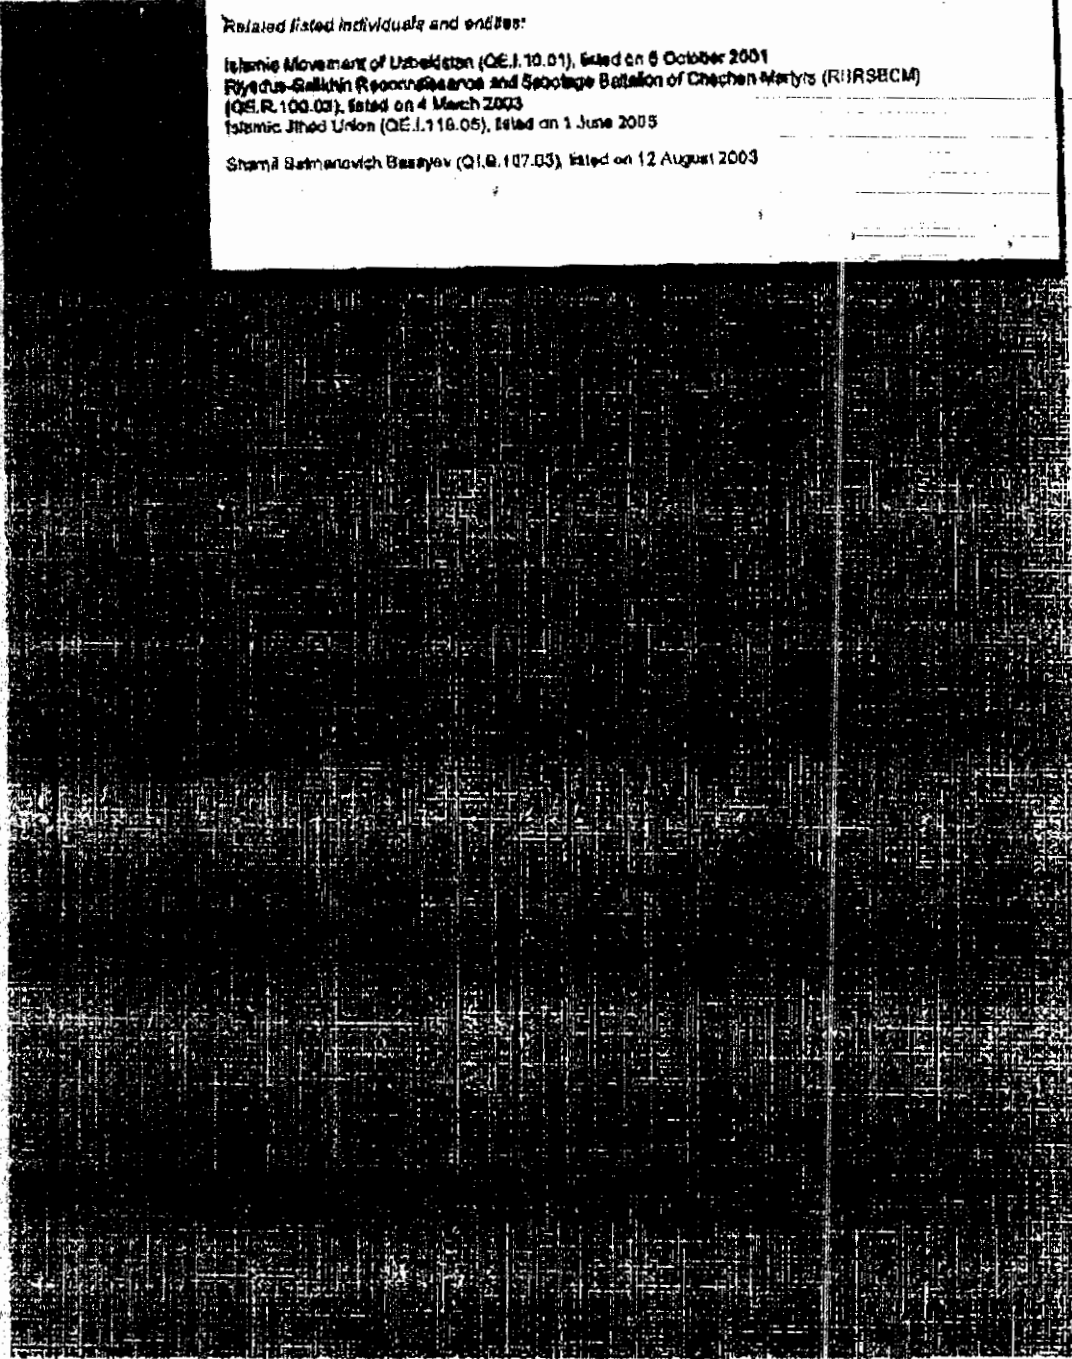 Related listed individuals and entities:
Islamic Movement of Uzbekistan (QE.I.10.01), listed on 6 October 2001
Riyadus-Salikhin Reconnaissance and Sabotage Battalion of Chechen Martyrs (RSRSBCM)
(QE.R.100.03), listed on 4 March 2003
Islamic Jihad Union (QE.I.119.05), listed on 1 June 2005
Shamil Salmanovich Basayev (QI.B.107.03), listed on 12 August 2003